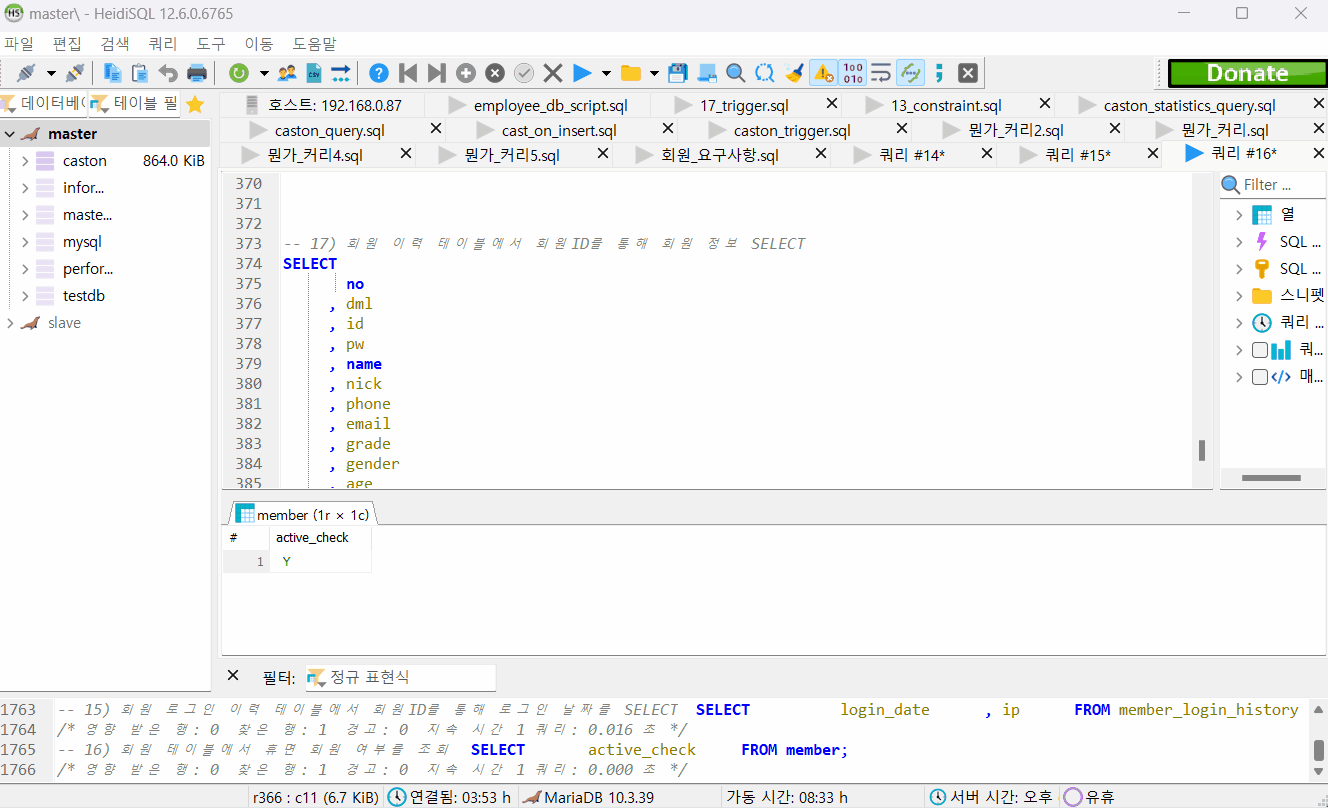 master\ - HeidiSQL 12.6.0.6765
파일 편집 검색 쿼리 도구 이동 도움말
Donate
데이터베( 테이블 필
호스트: 192.168.0.87 employee_db_script.sql 17_trigger.sql 13_constraint.sql caston_statistics_query.sql
caston_query.sql cast_on_insert.sql caston_trigger.sql 뭔가_커리2.sql 뭔가_커리.sql
뭔가_커리4.sql 뭔가_커리5.sql 회원_요구사항.sql 쿼리 #14* 쿼리 #15* 쿼리 #16*
master
caston 864.0 KiB
infor...
maste...
mysql
perfor...
testdb
slave
370
371
372
373 -- 17) 회원 이력 테이블에서 회원ID를 통해 회원 정보 SELECT
374 SELECT
375 no
376 , dml
377 , id
378 , pw
379 , name
380 , nick
381 , phone
382 , email
383 , grade
384 , gender
385 , age
Filter ...
열
SQL ...
SQL ...
스니펫
쿼리 ...
쿼...
매...
member (1r × 1c)
# active_check
1 Y
필터: 정규 표현식
1763 -- 15) 회원 로그인 이력 테이블에서 회원ID를 통해 로그인 날짜를 SELECT SELECT login_date , ip FROM member_login_history
1764 /* 영향 받은 행: 0 찾은 행: 1 경고: 0 지속 시간 1 쿼리: 0.016 초 */
1765 -- 16) 회원 테이블에서 휴면 회원 여부를 조회 SELECT active_check FROM member;
1766 /* 영향 받은 행: 0 찾은 행: 1 경고: 0 지속 시간 1 쿼리: 0.000 초 */
r366 : c11 (6.7 KiB) 연결됨: 03:53 h MariaDB 10.3.39 가동 시간: 08:33 h 서버 시간: 오후 유휴